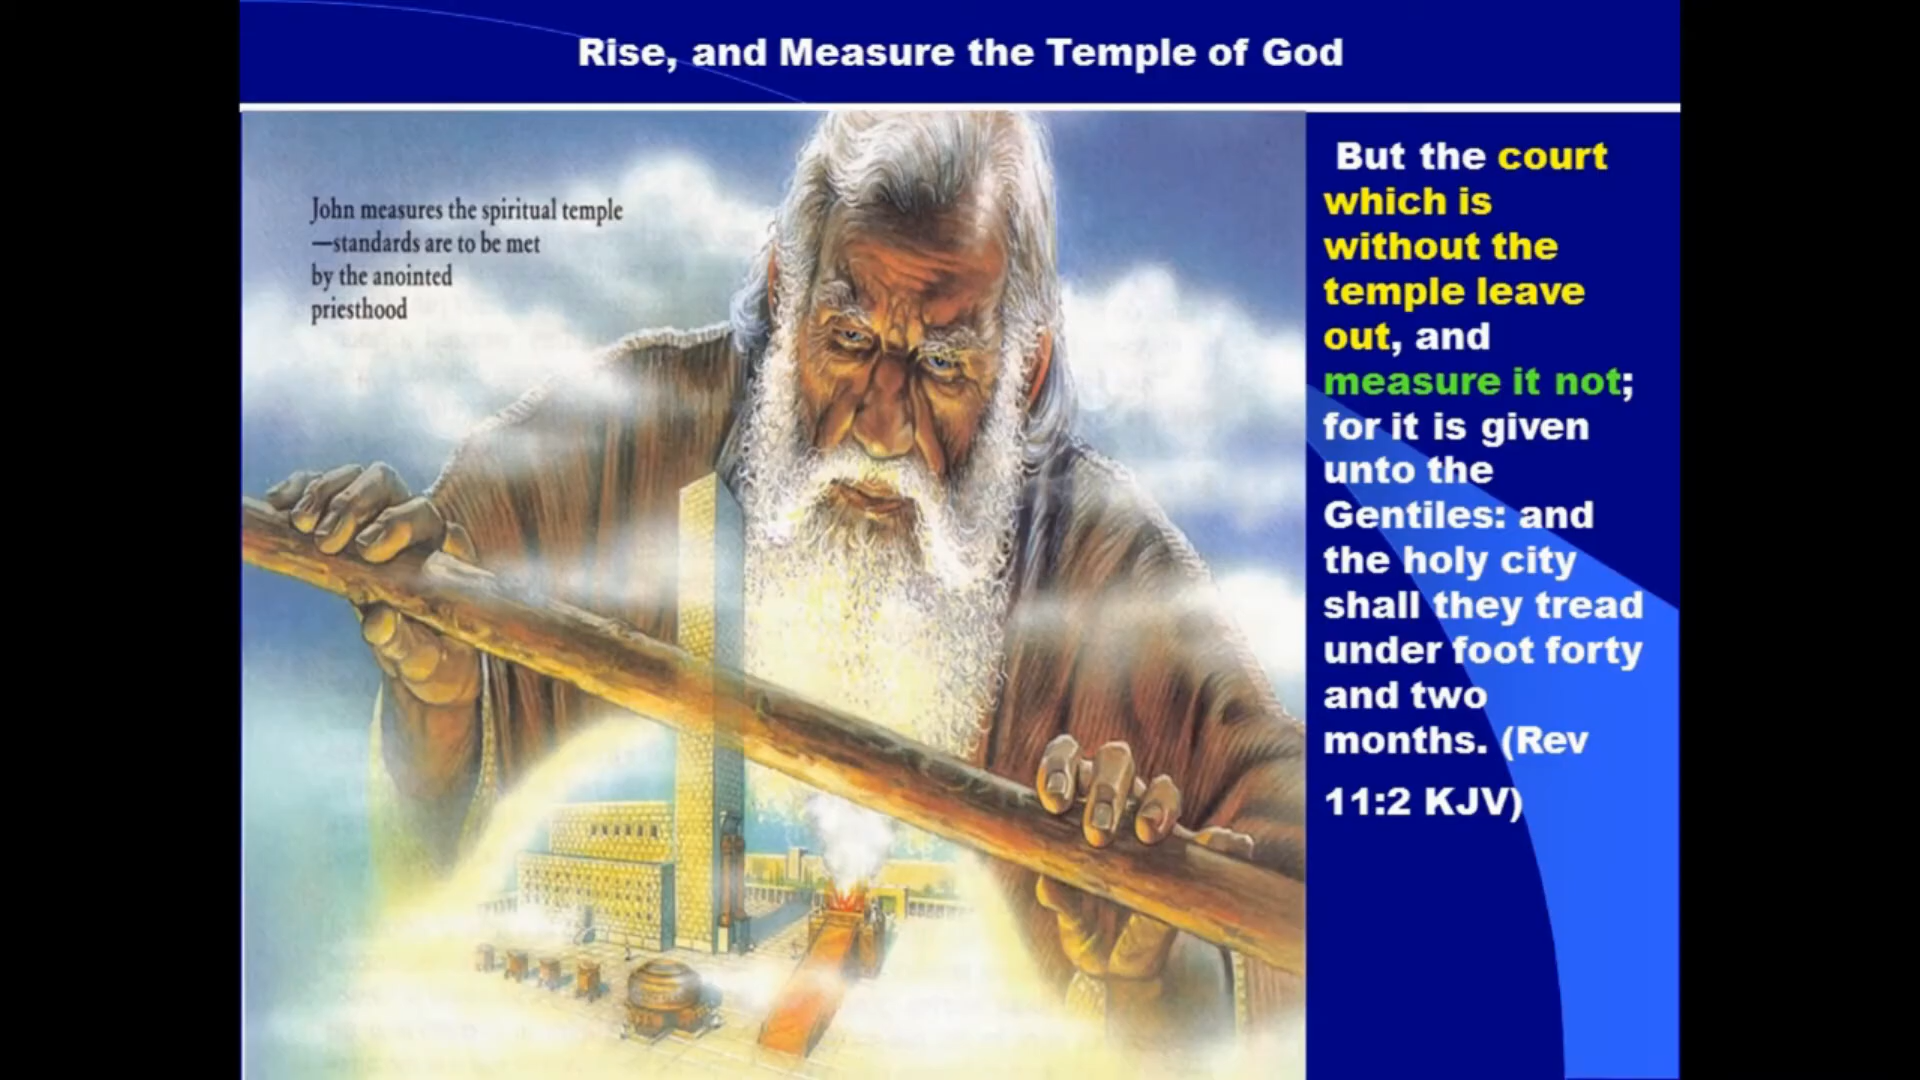 Rise, and Measure the Temple of God
John measures the spiritual temple
—standards are to be met
by the anointed
priesthood
But the court
which is
without the
temple leave
out, and
measure it not;
for it is given
unto the
Gentiles: and
the holy city
shall they tread
under foot forty
and two
months. (Rev
11:2 KJV)